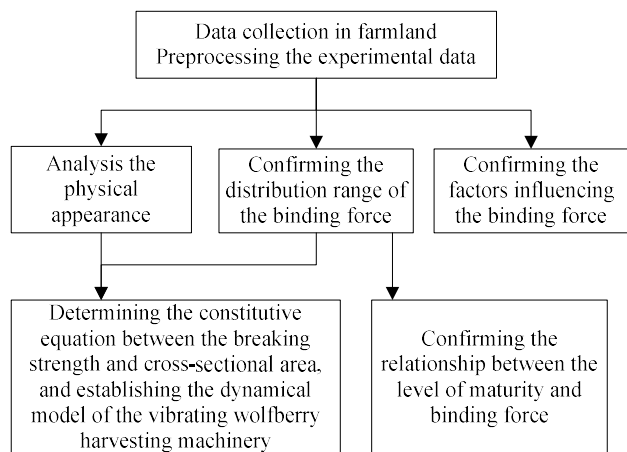 Data collection in farmland
Preprocessing the experimental data
Analysis the
physical
appearance
Confirming the
distribution range of
the binding force
Confirming the
factors influencing
the binding force
Determining the constitutive
equation between the breaking
strength and cross-sectional area,
and establishing the dynamical
model of the vibrating wolfberry
harvesting machinery
Confirming the
relationship between the
level of maturity and
binding force